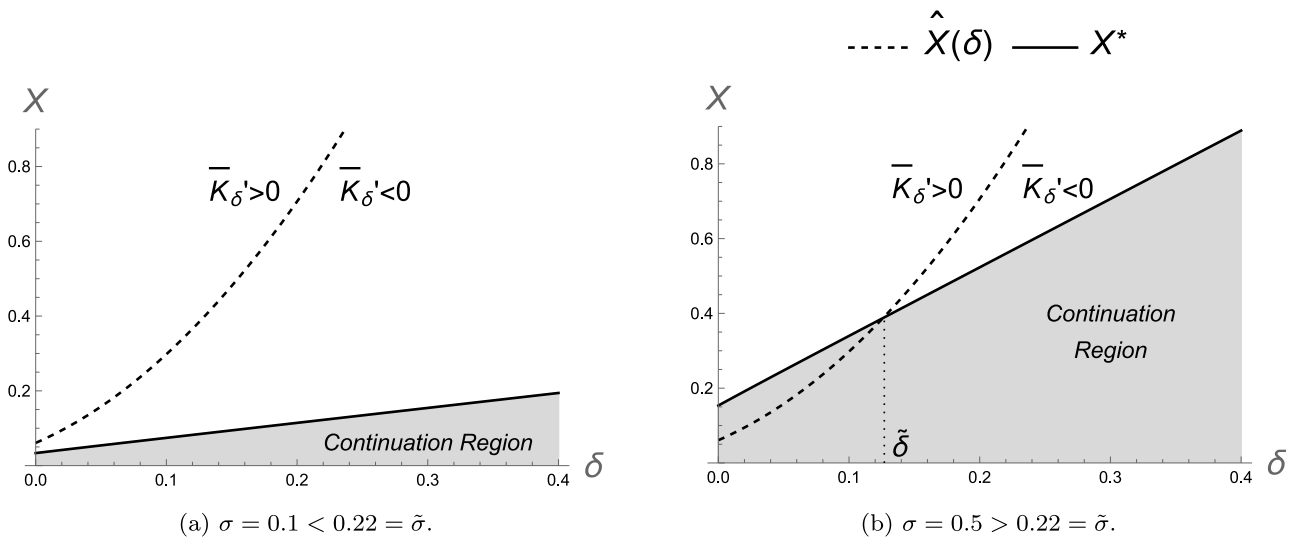 X̂(δ) X*
X
0.8
0.6
0.4
0.2
0.0 0.1 0.2 0.3 0.4 δ
K̅δ'>0 K̅δ'<0
Continuation Region
(a) σ = 0.1 < 0.22 = σ̃.
X
0.8
0.6
0.4
0.2
0.0 0.1 0.2 0.3 0.4 δ
K̅δ'>0 K̅δ'<0
Continuation
Region
δ̃
(b) σ = 0.5 > 0.22 = σ̃.